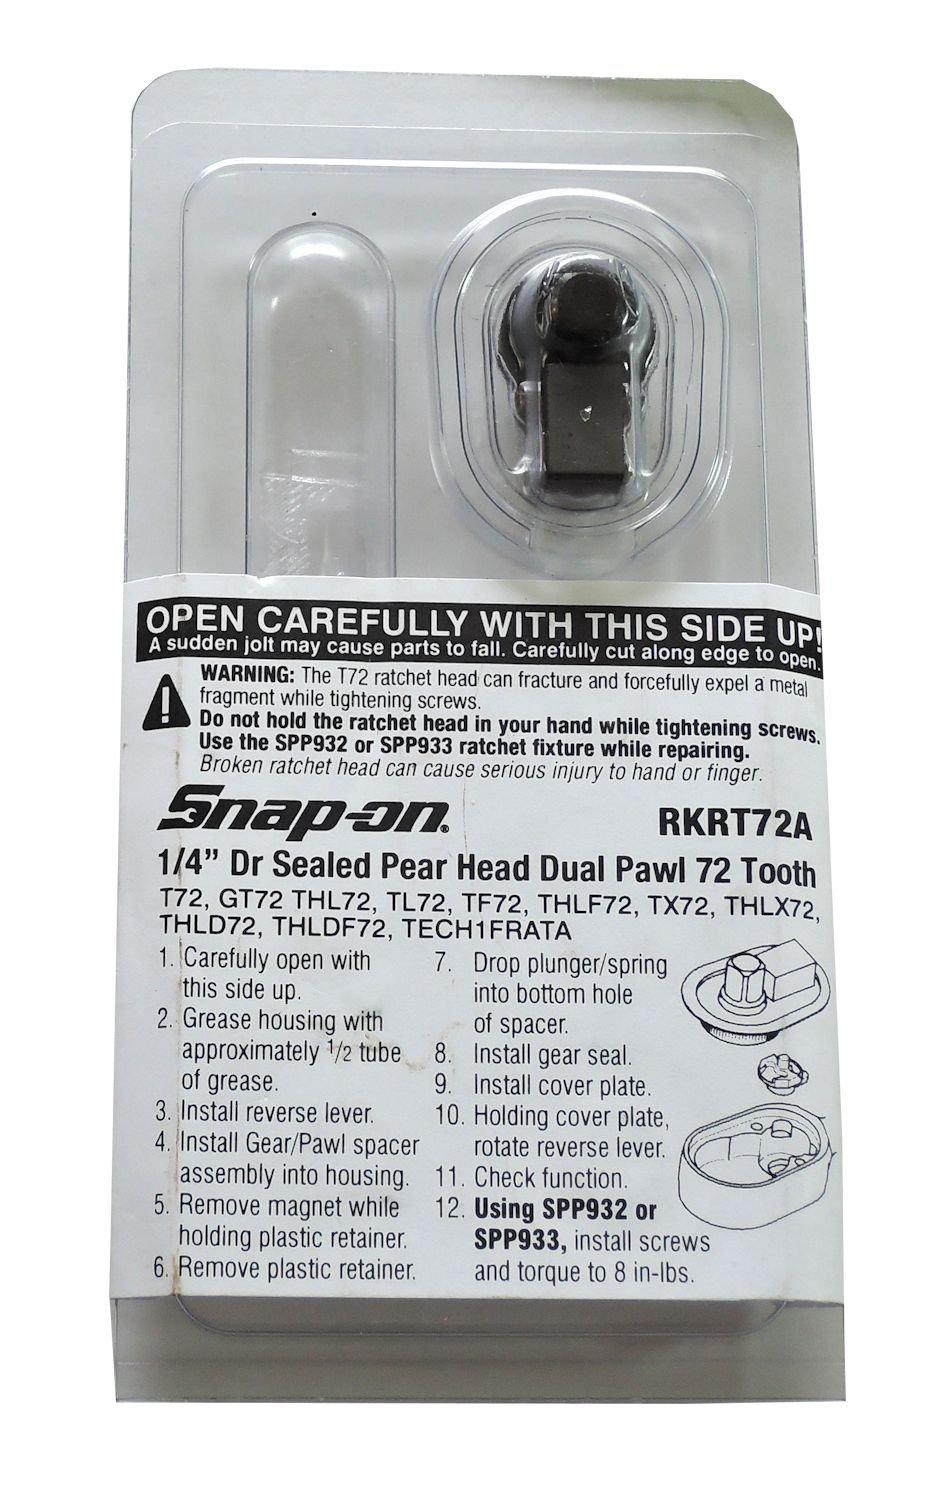 OPEN CAREFULLY WITH THIS SIDE UP!
A sudden jolt may cause parts to fall. Carefully cut along edge to open.
WARNING: The T72 ratchet head can fracture and forcefully expel a metal
fragment while tightening screws.
Do not hold the ratchet head in your hand while tightening screws.
Use the SPP932 or SPP933 ratchet fixture while repairing.
Broken ratchet head can cause serious injury to hand or finger.
Snap-on® RKRT72A
1/4” Dr Sealed Pear Head Dual Pawl 72 Tooth
T72, GT72 THL72, TL72, TF72, THLF72, TX72, THLX72,
THLD72, THLDF72, TECH1FRATA
1. Carefully open with
this side up.
2. Grease housing with
approximately 1/2 tube
of grease.
3. Install reverse lever.
4. Install Gear/Pawl spacer
assembly into housing.
5. Remove magnet while
holding plastic retainer.
6. Remove plastic retainer.
7. Drop plunger/spring
into bottom hole
of spacer.
8. Install gear seal.
9. Install cover plate.
10. Holding cover plate,
rotate reverse lever.
11. Check function.
12. Using SPP932 or
SPP933, install screws
and torque to 8 in-lbs.